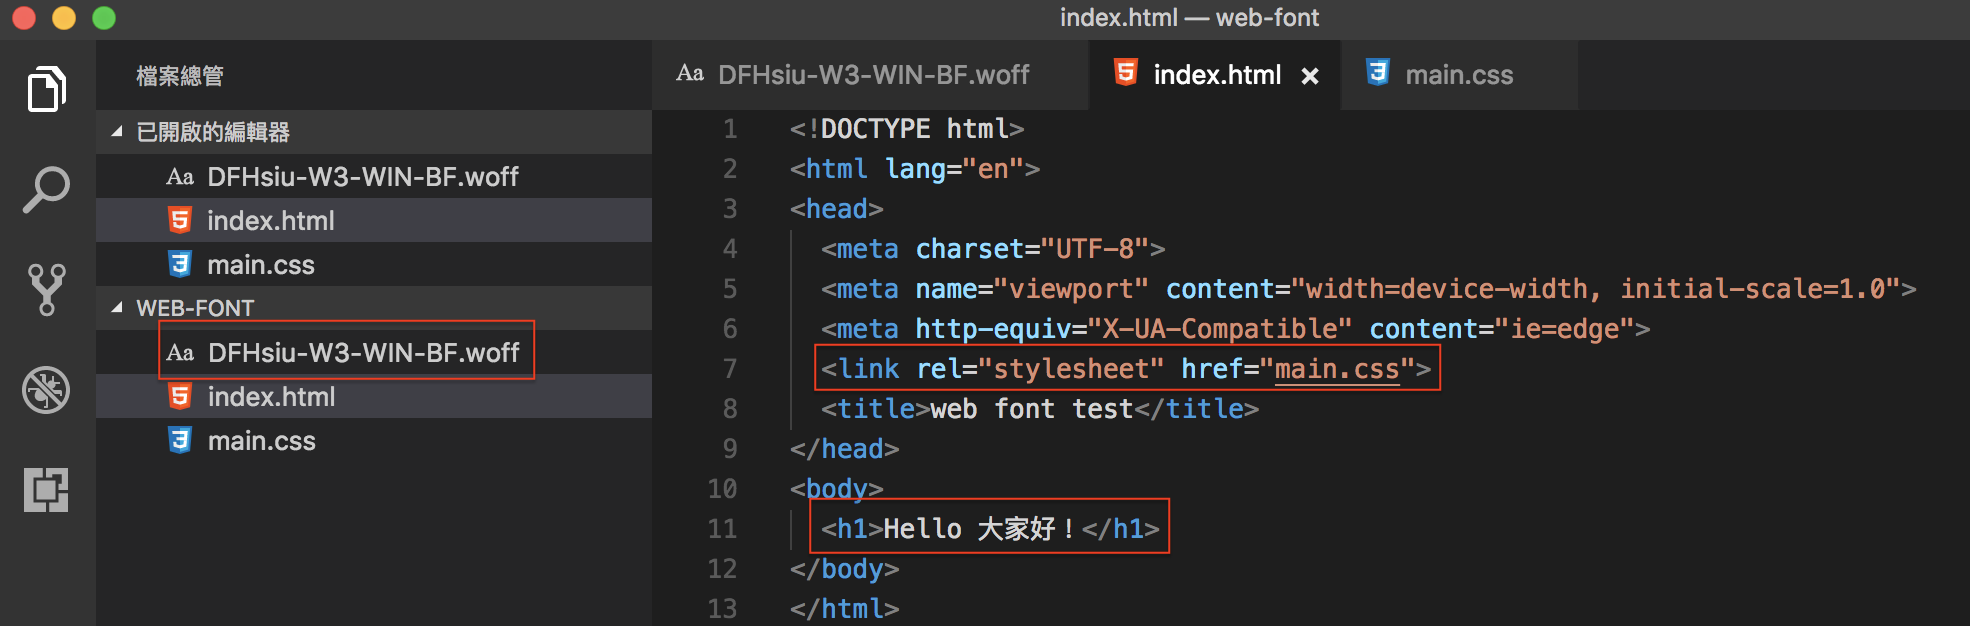 index.html — web-font
檔案總管
已開啟的編輯器
Aa DFHsiu-W3-WIN-BF.woff
index.html
main.css
WEB-FONT
Aa DFHsiu-W3-WIN-BF.woff
index.html
main.css
Aa DFHsiu-W3-WIN-BF.woff index.html × main.css
1 <!DOCTYPE html>
2 <html lang="en">
3 <head>
4 <meta charset="UTF-8">
5 <meta name="viewport" content="width=device-width, initial-scale=1.0">
6 <meta http-equiv="X-UA-Compatible" content="ie=edge">
7 <link rel="stylesheet" href="main.css">
8 <title>web font test</title>
9 </head>
10 <body>
11 <h1>Hello 大家好！</h1>
12 </body>
13 </html>